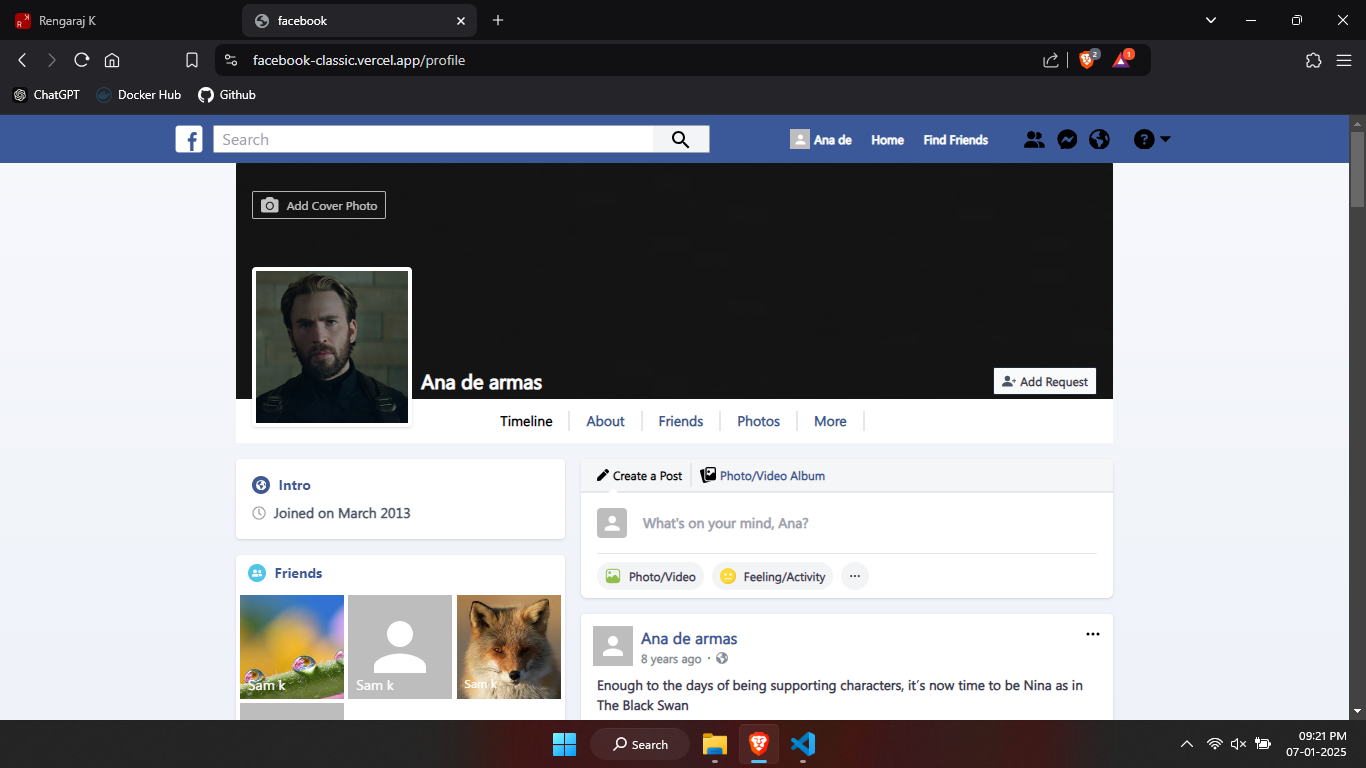 Rengaraj K
facebook
facebook-classic.vercel.app/profile
2
1
ChatGPT
Docker Hub
Github
Search
Ana de
Home
Find Friends
Add Cover Photo
Ana de armas
Add Request
Timeline
About
Friends
Photos
More
Intro
Joined on March 2013
Friends
Sam k
Sam k
Sam k
Create a Post
Photo/Video Album
What's on your mind, Ana?
Photo/Video
Feeling/Activity
Ana de armas
8 years ago ·
Enough to the days of being supporting characters, it´s now time to be Nina as in
The Black Swan
Search
09:21 PM
07-01-2025